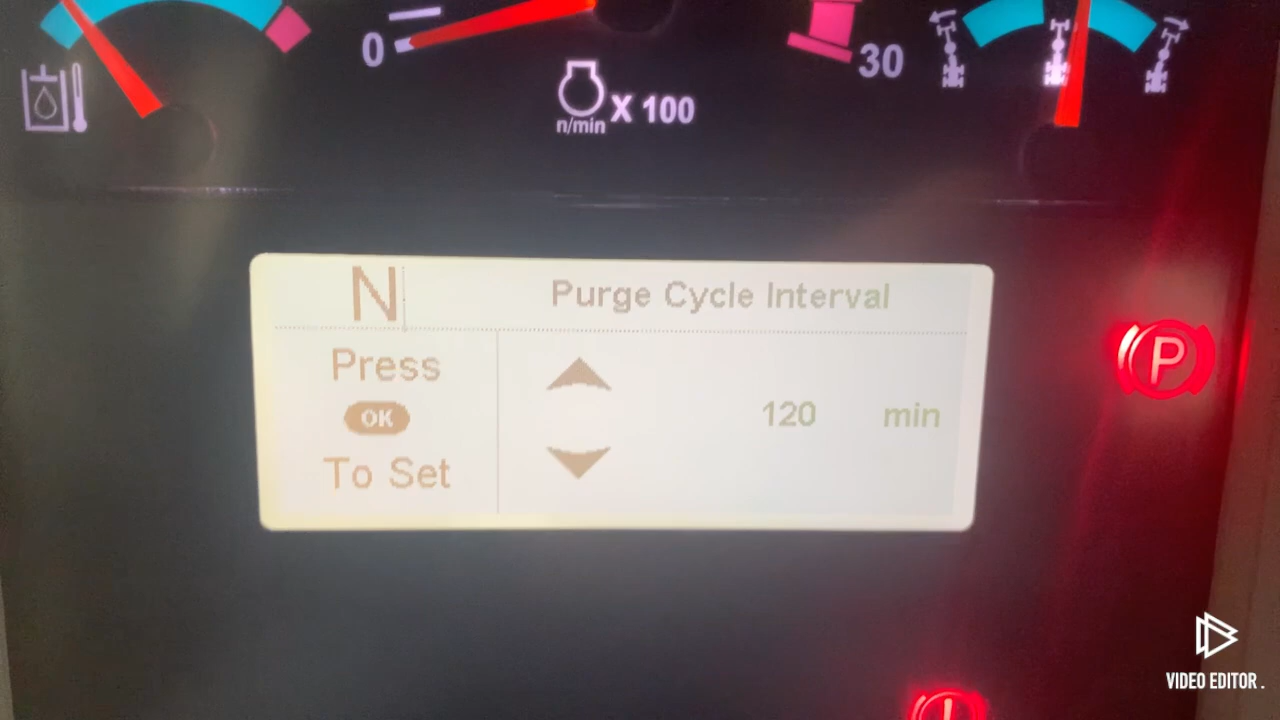 0
30
n/min X 100
N
Purge Cycle Interval
Press
OK
To Set
120 min
P
VIDEO EDITOR .